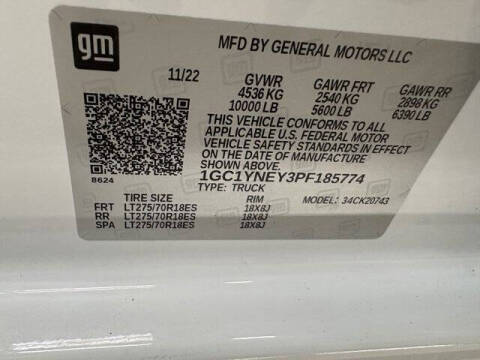 gm
MFD BY GENERAL MOTORS LLC
11/22 GVWR GAWR FRT GAWR RR
4536 KG 2540 KG 2898 KG
10000 LB 5600 LB 6390 LB
THIS VEHICLE CONFORMS TO ALL
APPLICABLE U.S. FEDERAL MOTOR
VEHICLE SAFETY STANDARDS IN EFFECT
ON THE DATE OF MANUFACTURE
SHOWN ABOVE.
8624 1GC1YNEY3PF185774
TYPE: TRUCK
TIRE SIZE RIM MODEL: 34CK20743
FR LT275/70R18ES 18X8J
RR LT275/70R18ES 18X8J
SPA LT275/70R18ES 18X8J